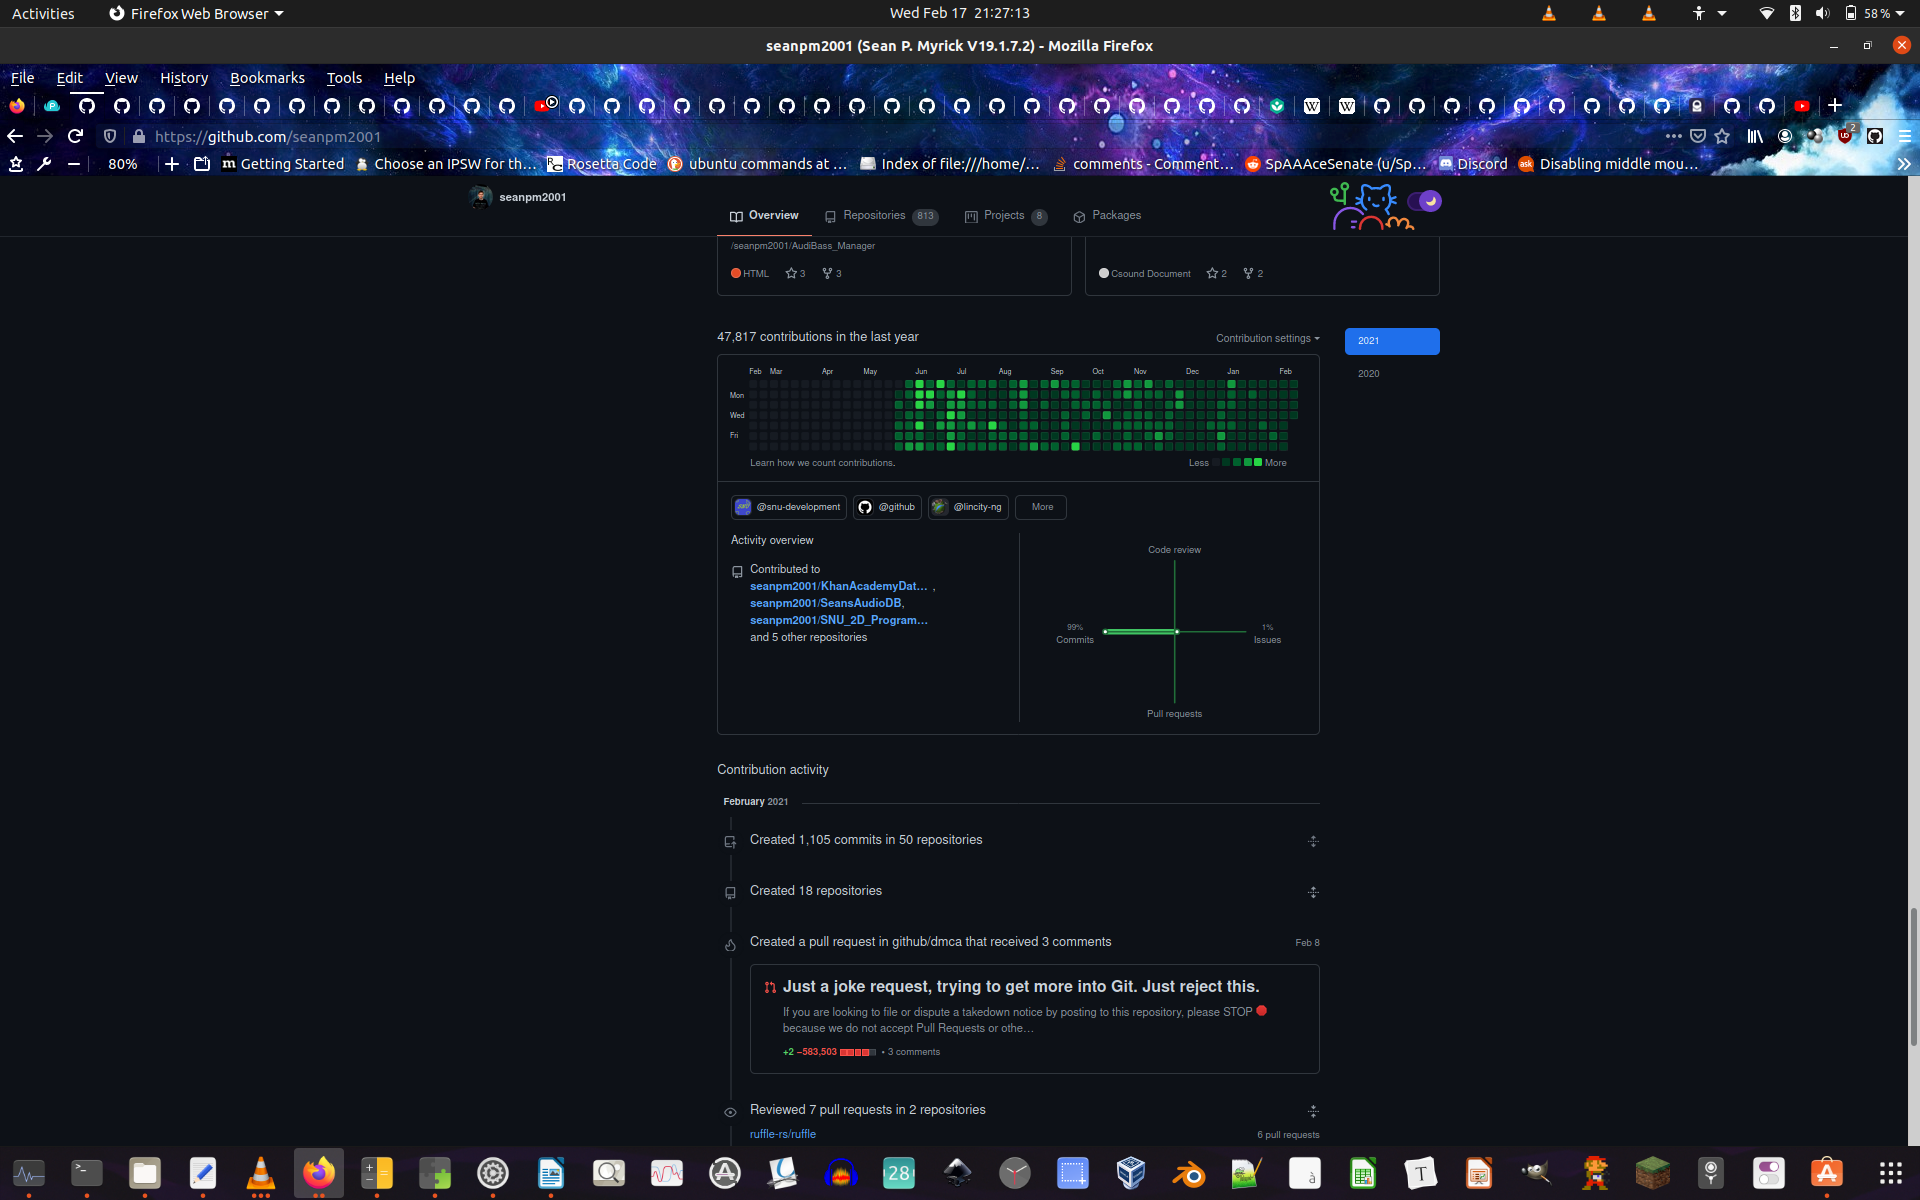 Activities
Firefox Web Browser
Wed Feb 17 21:27:13
58 %
seanpm2001 (Sean P. Myrick V19.1.7.2) - Mozilla Firefox
File Edit View History Bookmarks Tools Help
https://github.com/seanpm2001
2
80%
Getting Started
Choose an IPSW for th…
Rosetta Code
ubuntu commands at …
Index of file:///home/…
comments - Comment…
SpAAAceSenate (u/Sp…
Discord
Disabling middle mou…
seanpm2001
Overview
Repositories 813
Projects 8
Packages
/seanpm2001/AudiBass_Manager
HTML 3 3
Csound Document 2 2
47,817 contributions in the last year
Contribution settings
2021
2020
Feb Mar Apr May Jun Jul Aug Sep Oct Nov Dec Jan Feb
Mon
Wed
Fri
Learn how we count contributions.
Less More
@snu-development
@github
@lincity-ng
More
Activity overview
Contributed to
seanpm2001/KhanAcademyDat… ,
seanpm2001/SeansAudioDB,
seanpm2001/SNU_2D_Program…
and 5 other repositories
Code review
99%
Commits
1%
Issues
Pull requests
Contribution activity
February 2021
Created 1,105 commits in 50 repositories
Created 18 repositories
Created a pull request in github/dmca that received 3 comments
Feb 8
Just a joke request, trying to get more into Git. Just reject this.
If you are looking to file or dispute a takedown notice by posting to this repository, please STOP
because we do not accept Pull Requests or othe…
+2 −583,503 • 3 comments
Reviewed 7 pull requests in 2 repositories
ruffle-rs/ruffle
6 pull requests
28